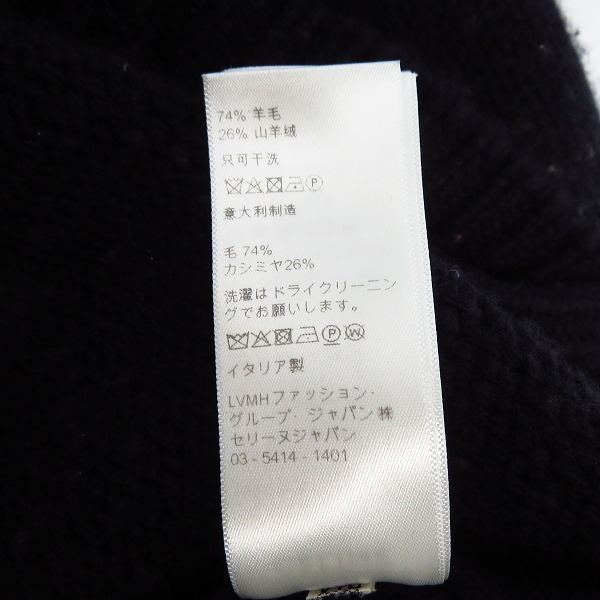 74% 羊毛
26% 山羊绒
只可干洗
P
意大利制造
毛 74%
カシミヤ26%
洗濯はドライクリーニン
グでお願いします。
P W
イタリア製
LVMHファッション・
グループ・ジャパン㈱
セリーヌジャパン
03 - 5414 - 1401